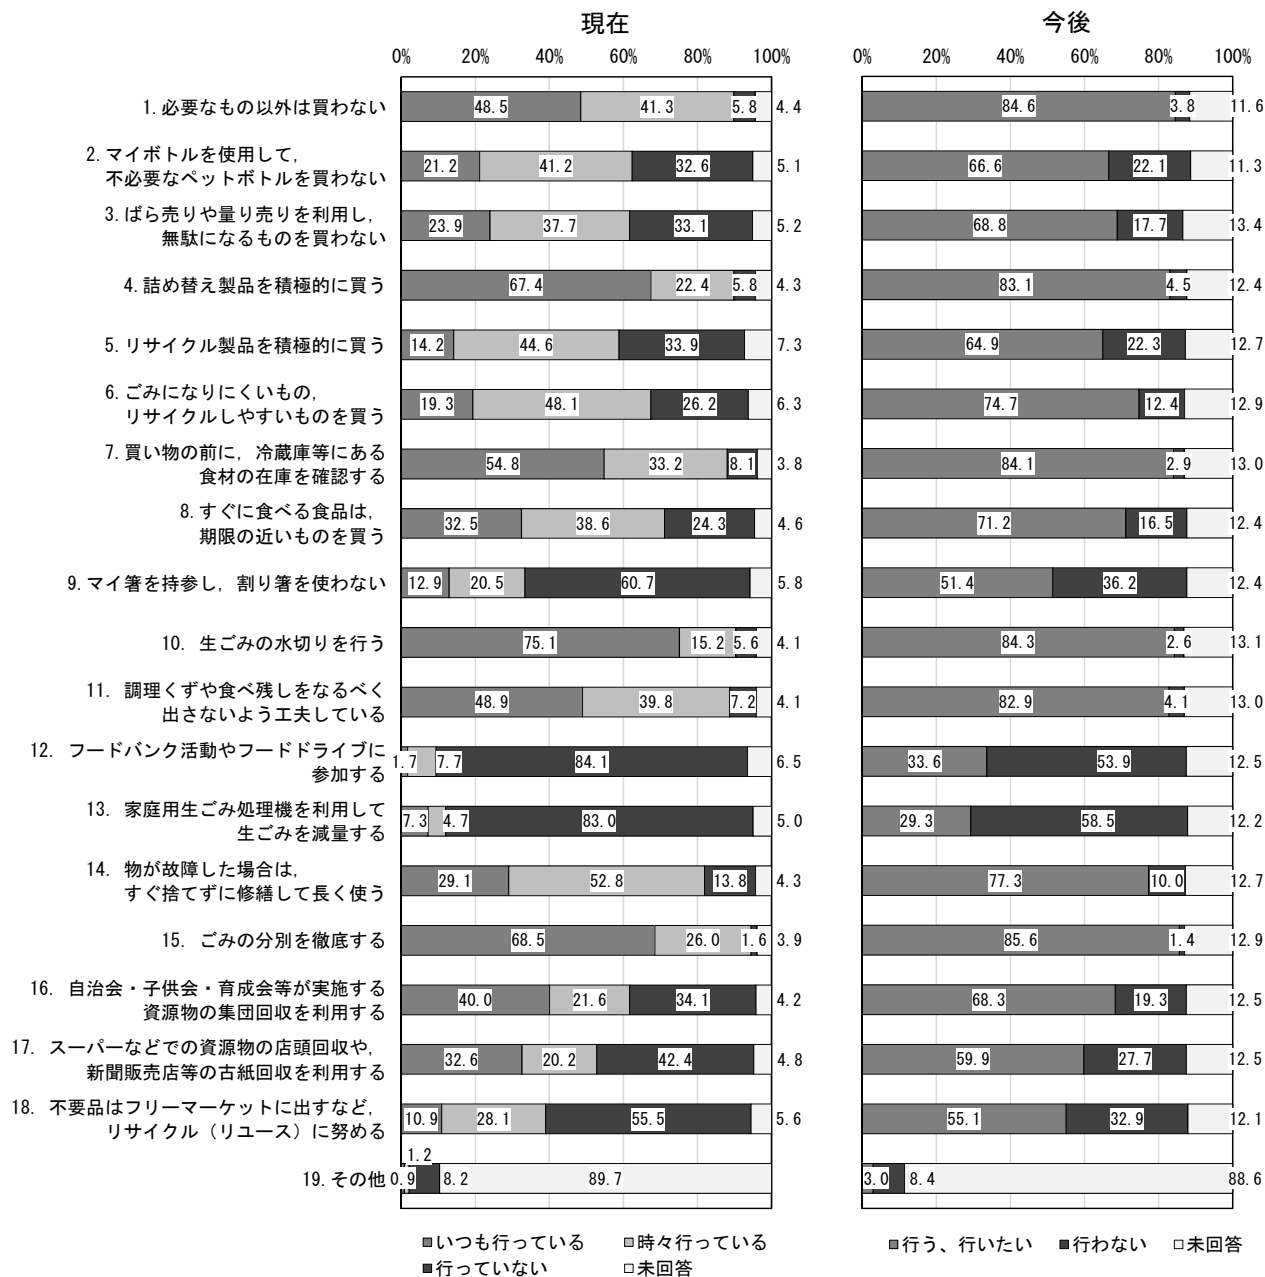 現在
今後
0% 20% 40% 60% 80% 100%
0% 20% 40% 60% 80% 100%
1. 必要なもの以外は買わない
48.5 41.3 5.8 4.4
84.6 3.8 11.6
2. マイボトルを使用して，
不必要なペットボトルを買わない
21.2 41.2 32.6 5.1
66.6 22.1 11.3
3. ばら売りや量り売りを利用し，
無駄になるものを買わない
23.9 37.7 33.1 5.2
68.8 17.7 13.4
4. 詰め替え製品を積極的に買う
67.4 22.4 5.8 4.3
83.1 4.5 12.4
5. リサイクル製品を積極的に買う
14.2 44.6 33.9 7.3
64.9 22.3 12.7
6. ごみになりにくいもの，
リサイクルしやすいものを買う
19.3 48.1 26.2 6.3
74.7 12.4 12.9
7. 買い物の前に，冷蔵庫等にある
食材の在庫を確認する
54.8 33.2 8.1 3.8
84.1 2.9 13.0
8. すぐに食べる食品は，
期限の近いものを買う
32.5 38.6 24.3 4.6
71.2 16.5 12.4
9. マイ箸を持参し，割り箸を使わない
12.9 20.5 60.7 5.8
51.4 36.2 12.4
10. 生ごみの水切りを行う
75.1 15.2 5.6 4.1
84.3 2.6 13.1
11. 調理くずや食べ残しをなるべく
出さないよう工夫している
48.9 39.8 7.2 4.1
82.9 4.1 13.0
12. フードバンク活動やフードドライブに
参加する
1.7 7.7 84.1 6.5
33.6 53.9 12.5
13. 家庭用生ごみ処理機を利用して
生ごみを減量する
7.3 4.7 83.0 5.0
29.3 58.5 12.2
14. 物が故障した場合は，
すぐ捨てずに修繕して長く使う
29.1 52.8 13.8 4.3
77.3 10.0 12.7
15. ごみの分別を徹底する
68.5 26.0 1.6 3.9
85.6 1.4 12.9
16. 自治会・子供会・育成会等が実施する
資源物の集団回収を利用する
40.0 21.6 34.1 4.2
68.3 19.3 12.5
17. スーパーなどでの資源物の店頭回収や，
新聞販売店等の古紙回収を利用する
32.6 20.2 42.4 4.8
59.9 27.7 12.5
18. 不要品はフリーマーケットに出すなど，
リサイクル（リユース）に努める
10.9 28.1 55.5 5.6
55.1 32.9 12.1
19. その他
0.9 1.2 8.2 89.7
3.0 8.4 88.6
いつも行っている 時々行っている
行っていない 未回答
行う、行いたい 行わない 未回答